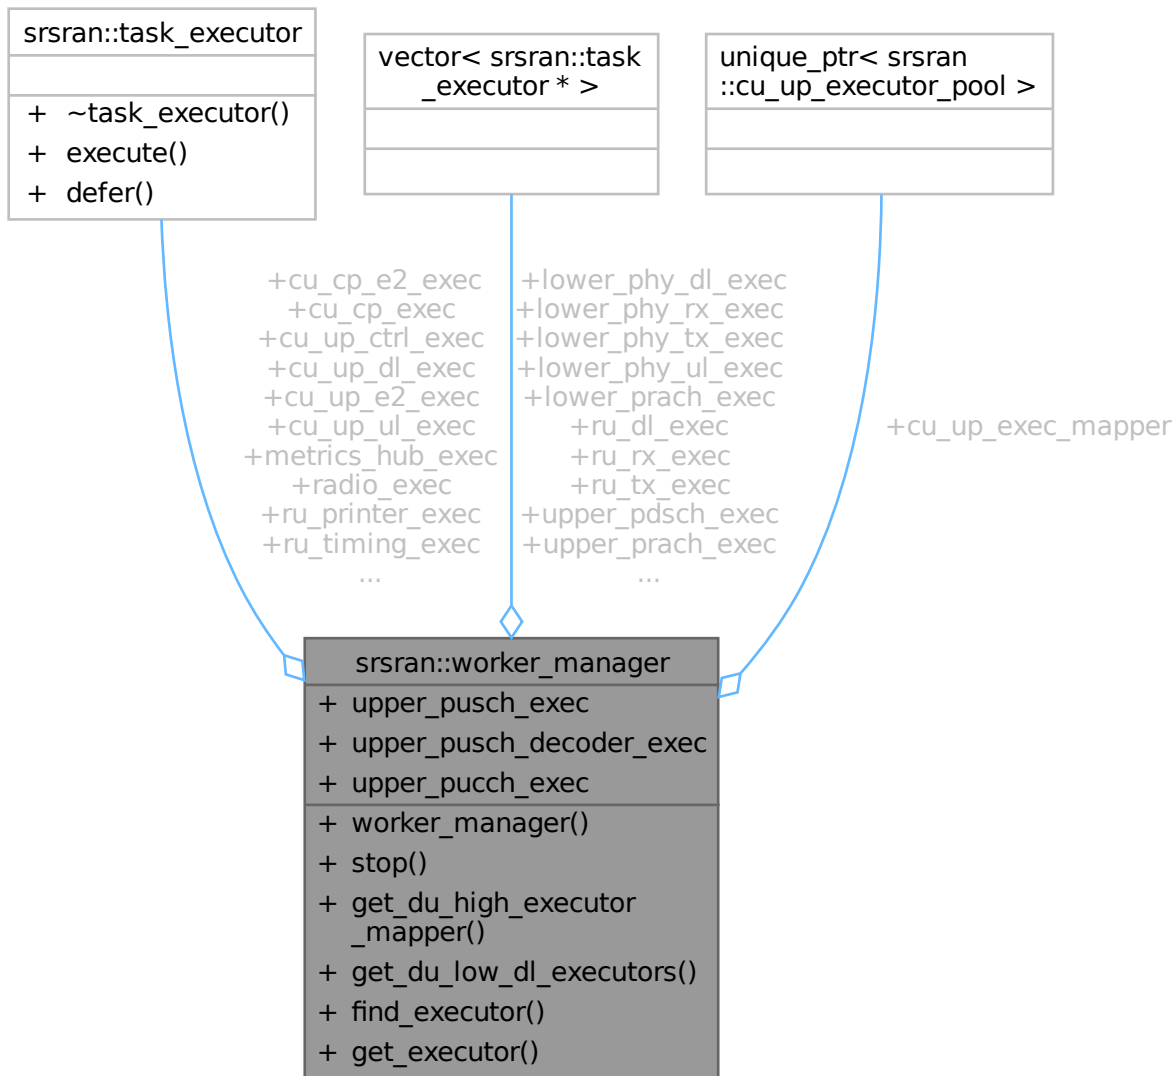 srsran::task_executor
+ ~task_executor()
+ execute()
+ defer()
vector< srsran::task
_executor * >
unique_ptr< srsran
::cu_up_executor_pool >
+cu_cp_e2_exec
+cu_cp_exec
+cu_up_ctrl_exec
+cu_up_dl_exec
+cu_up_e2_exec
+cu_up_ul_exec
+metrics_hub_exec
+radio_exec
+ru_printer_exec
+ru_timing_exec
...
+lower_phy_dl_exec
+lower_phy_rx_exec
+lower_phy_tx_exec
+lower_phy_ul_exec
+lower_prach_exec
+ru_dl_exec
+ru_rx_exec
+ru_tx_exec
+upper_pdsch_exec
+upper_prach_exec
...
+cu_up_exec_mapper
srsran::worker_manager
+ upper_pusch_exec
+ upper_pusch_decoder_exec
+ upper_pucch_exec
+ worker_manager()
+ stop()
+ get_du_high_executor
_mapper()
+ get_du_low_dl_executors()
+ find_executor()
+ get_executor()